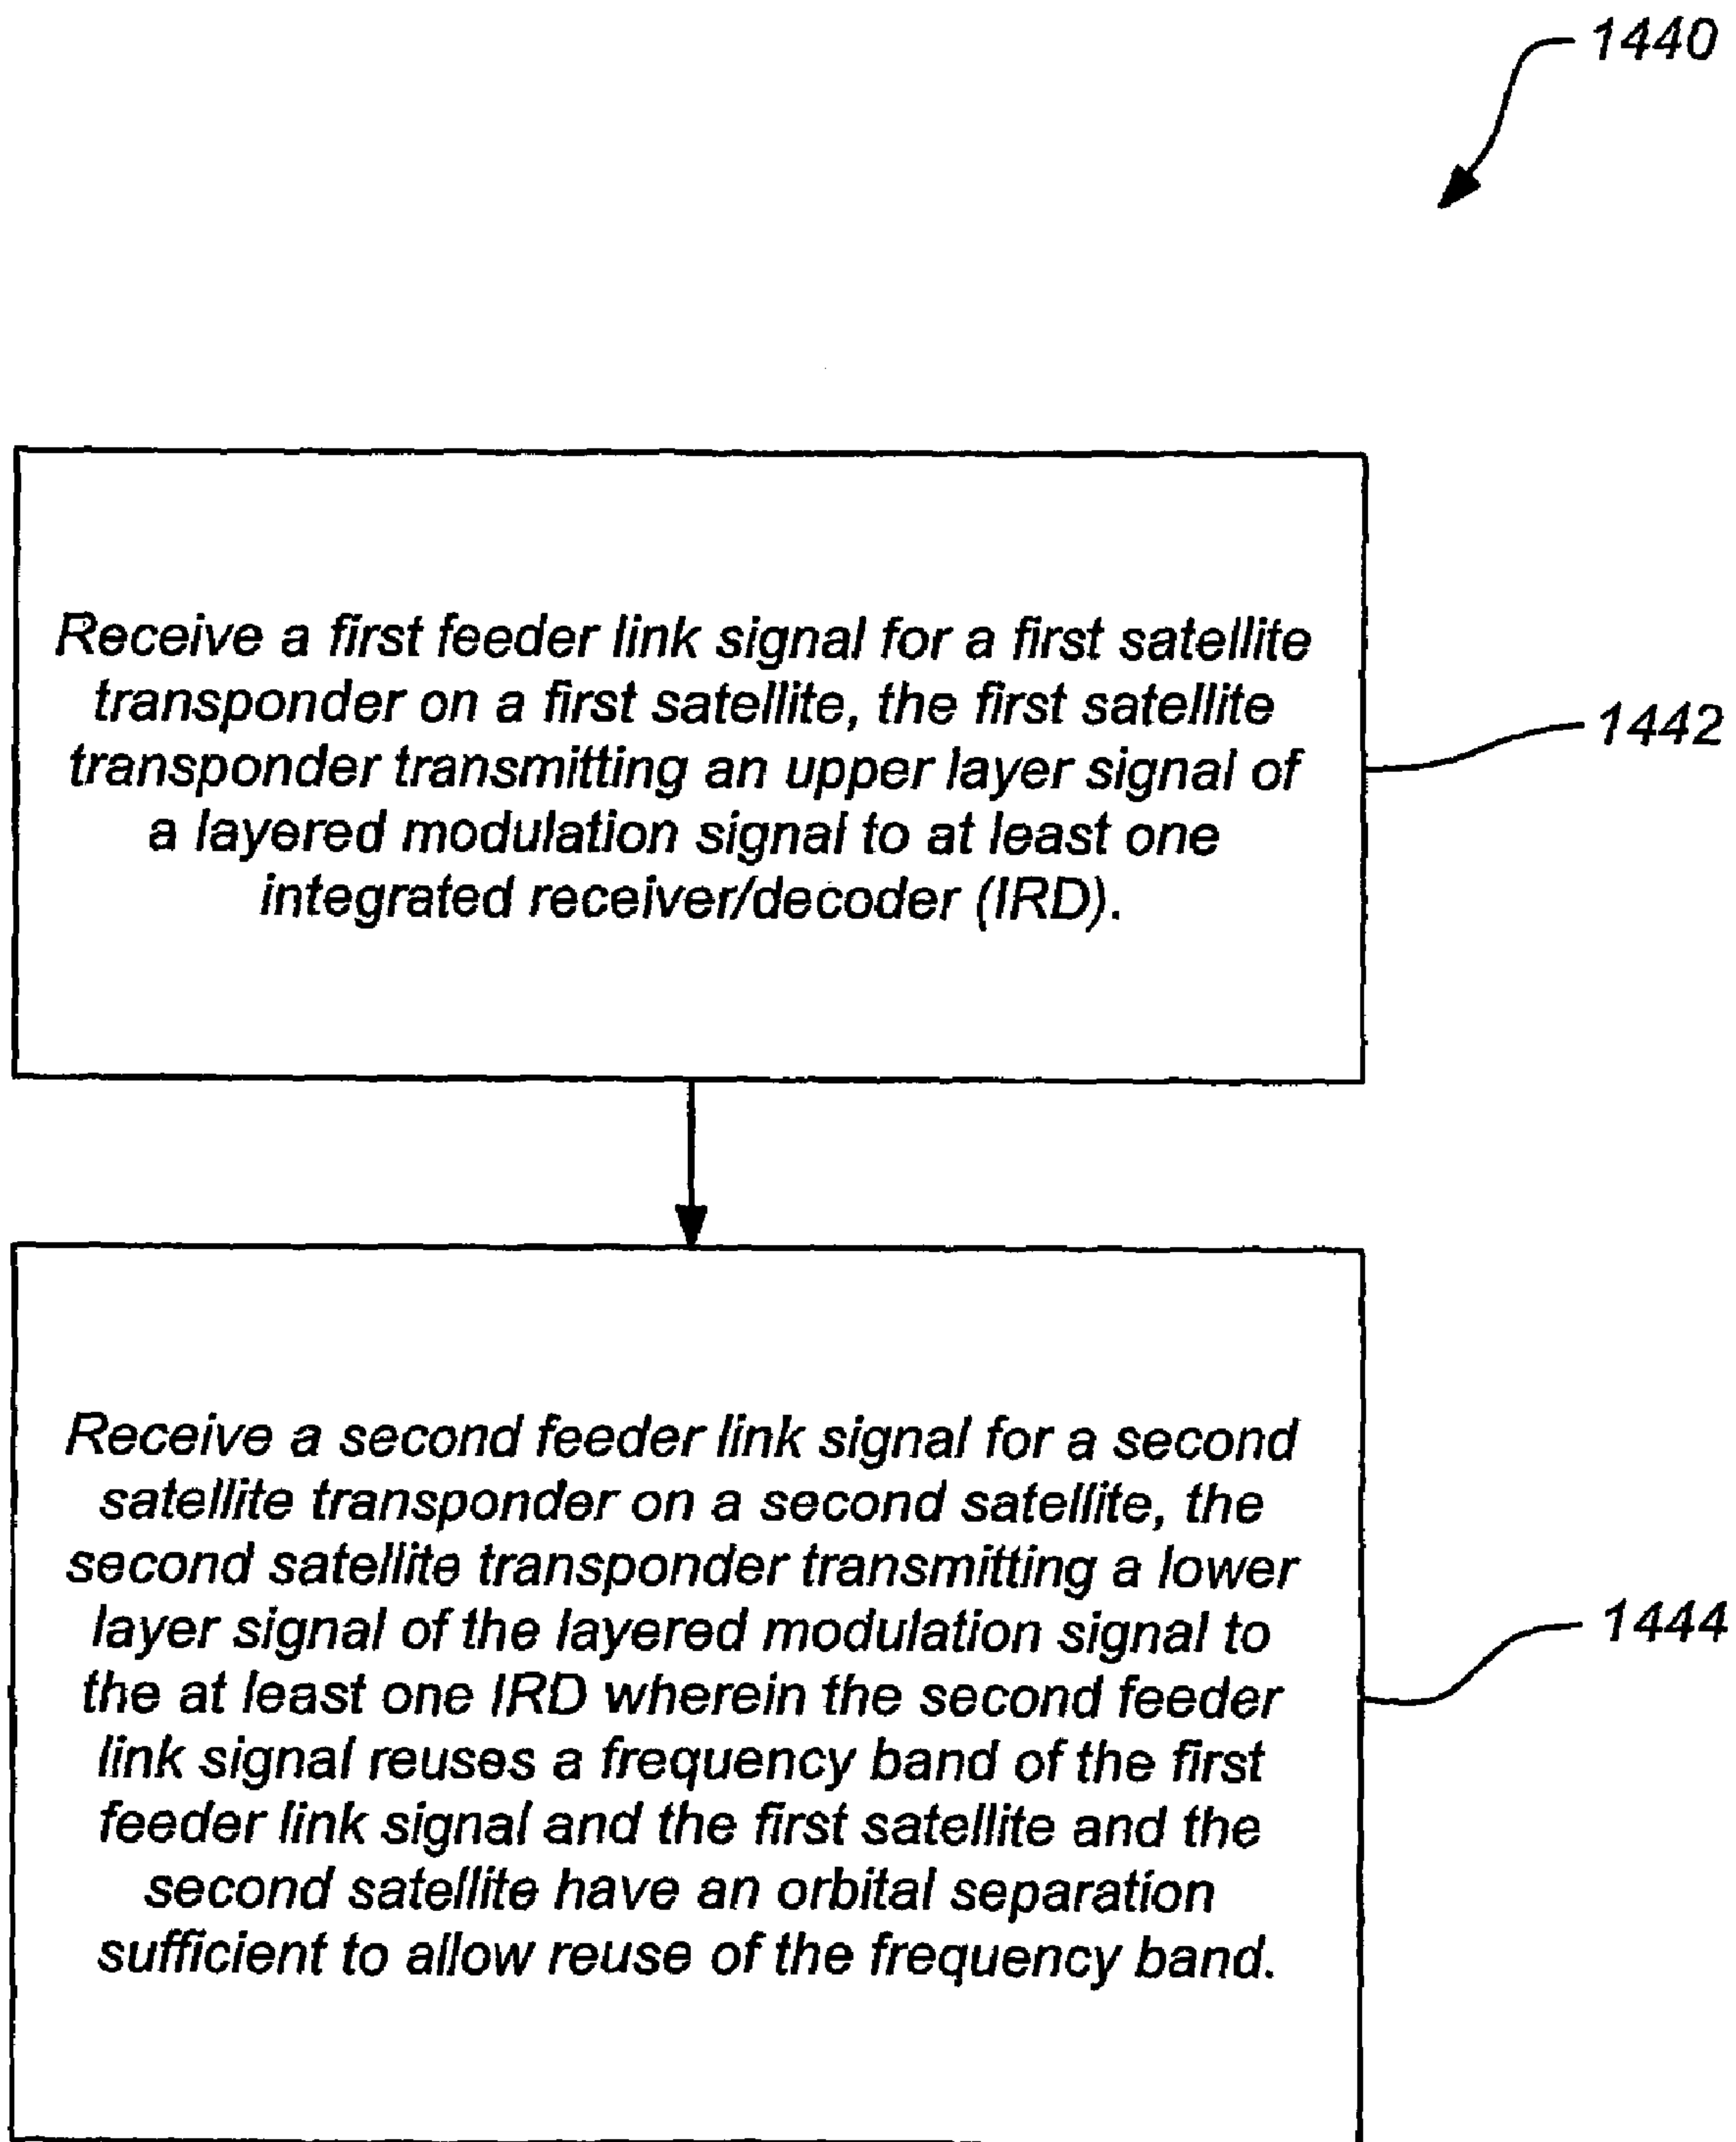 1440
Receive a first feeder link signal for a first satellite
transponder on a first satellite, the first satellite
transponder transmitting an upper layer signal of
a layered modulation signal to at least one
integrated receiver/decoder (IRD).
1442
Receive a second feeder link signal for a second
satellite transponder on a second satellite, the
second satellite transponder transmitting a lower
layer signal of the layered modulation signal to
the at least one IRD wherein the second feeder
link signal reuses a frequency band of the first
feeder link signal and the first satellite and the
second satellite have an orbital separation
sufficient to allow reuse of the frequency band.
1444